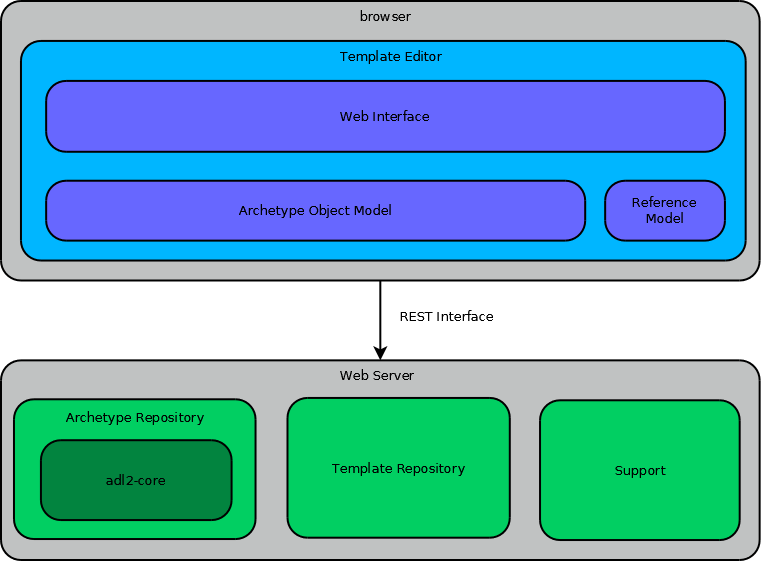 browser
Template Editor
Web Interface
Archetype Object Model
Reference
Model
REST Interface
Web Server
Archetype Repository
adl2-core
Template Repository
Support